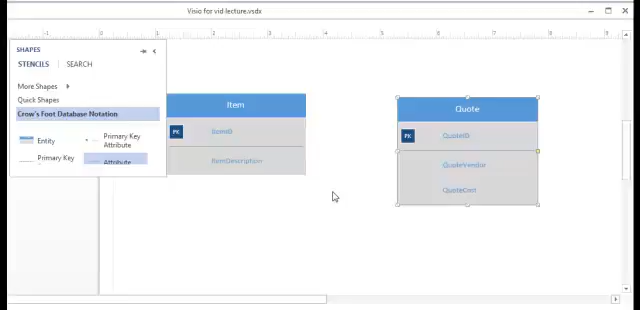 Visio for vid-lecture.vsdx
SHAPES
STENCILS SEARCH
More Shapes
Quick Shapes
Crow's Foot Database Notation
Entity
Primary Key
Attribute
Primary Key
Attribute
Item
PK ItemID
ItemDescription
Quote
PK QuoteID
QuoteVendor
QuoteCost